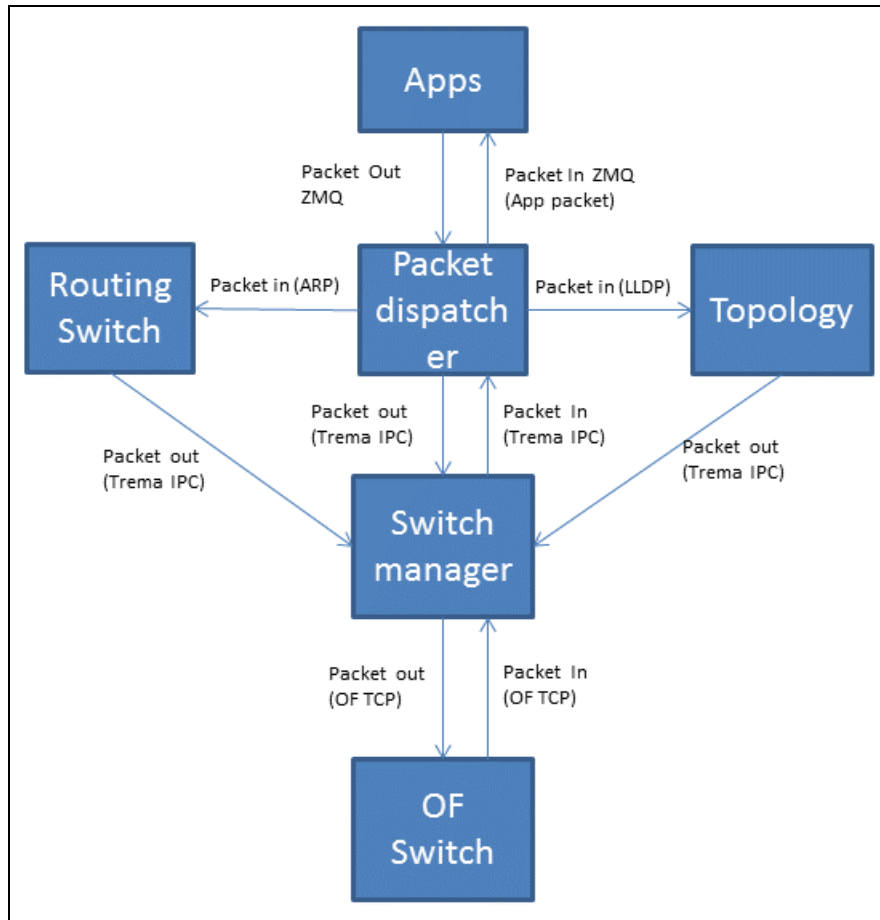 Apps
Packet Out
ZMQ
Packet In ZMQ
(App packet)
Routing
Switch
Packet in (ARP)
Packet
dispatch
er
Packet in (LLDP)
Topology
Packet out
(Trema IPC)
Packet In
(Trema IPC)
Packet out
(Trema IPC)
Packet out
(Trema IPC)
Switch
manager
Packet out
(OF TCP)
Packet In
(OF TCP)
OF
Switch